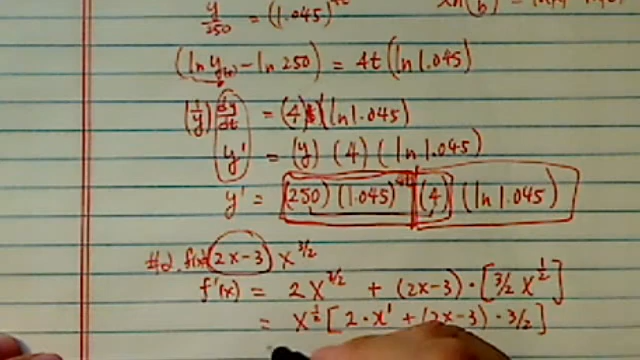 y/250 = (1.045)^4t
(ln y - ln 250) = 4t (ln 1.045)
(1/y) dy/dt = (4) (ln 1.045)
y' = (y) (4) (ln 1.045)
y' = (250) (1.045)^4t (4) (ln 1.045)
#2. f(x) (2x-3) x^3/2
f'(x) = 2x^3/2 + (2x-3) · [3/2 x^1/2]
= x^1/2 [2 · x' + (2x-3) · 3/2]